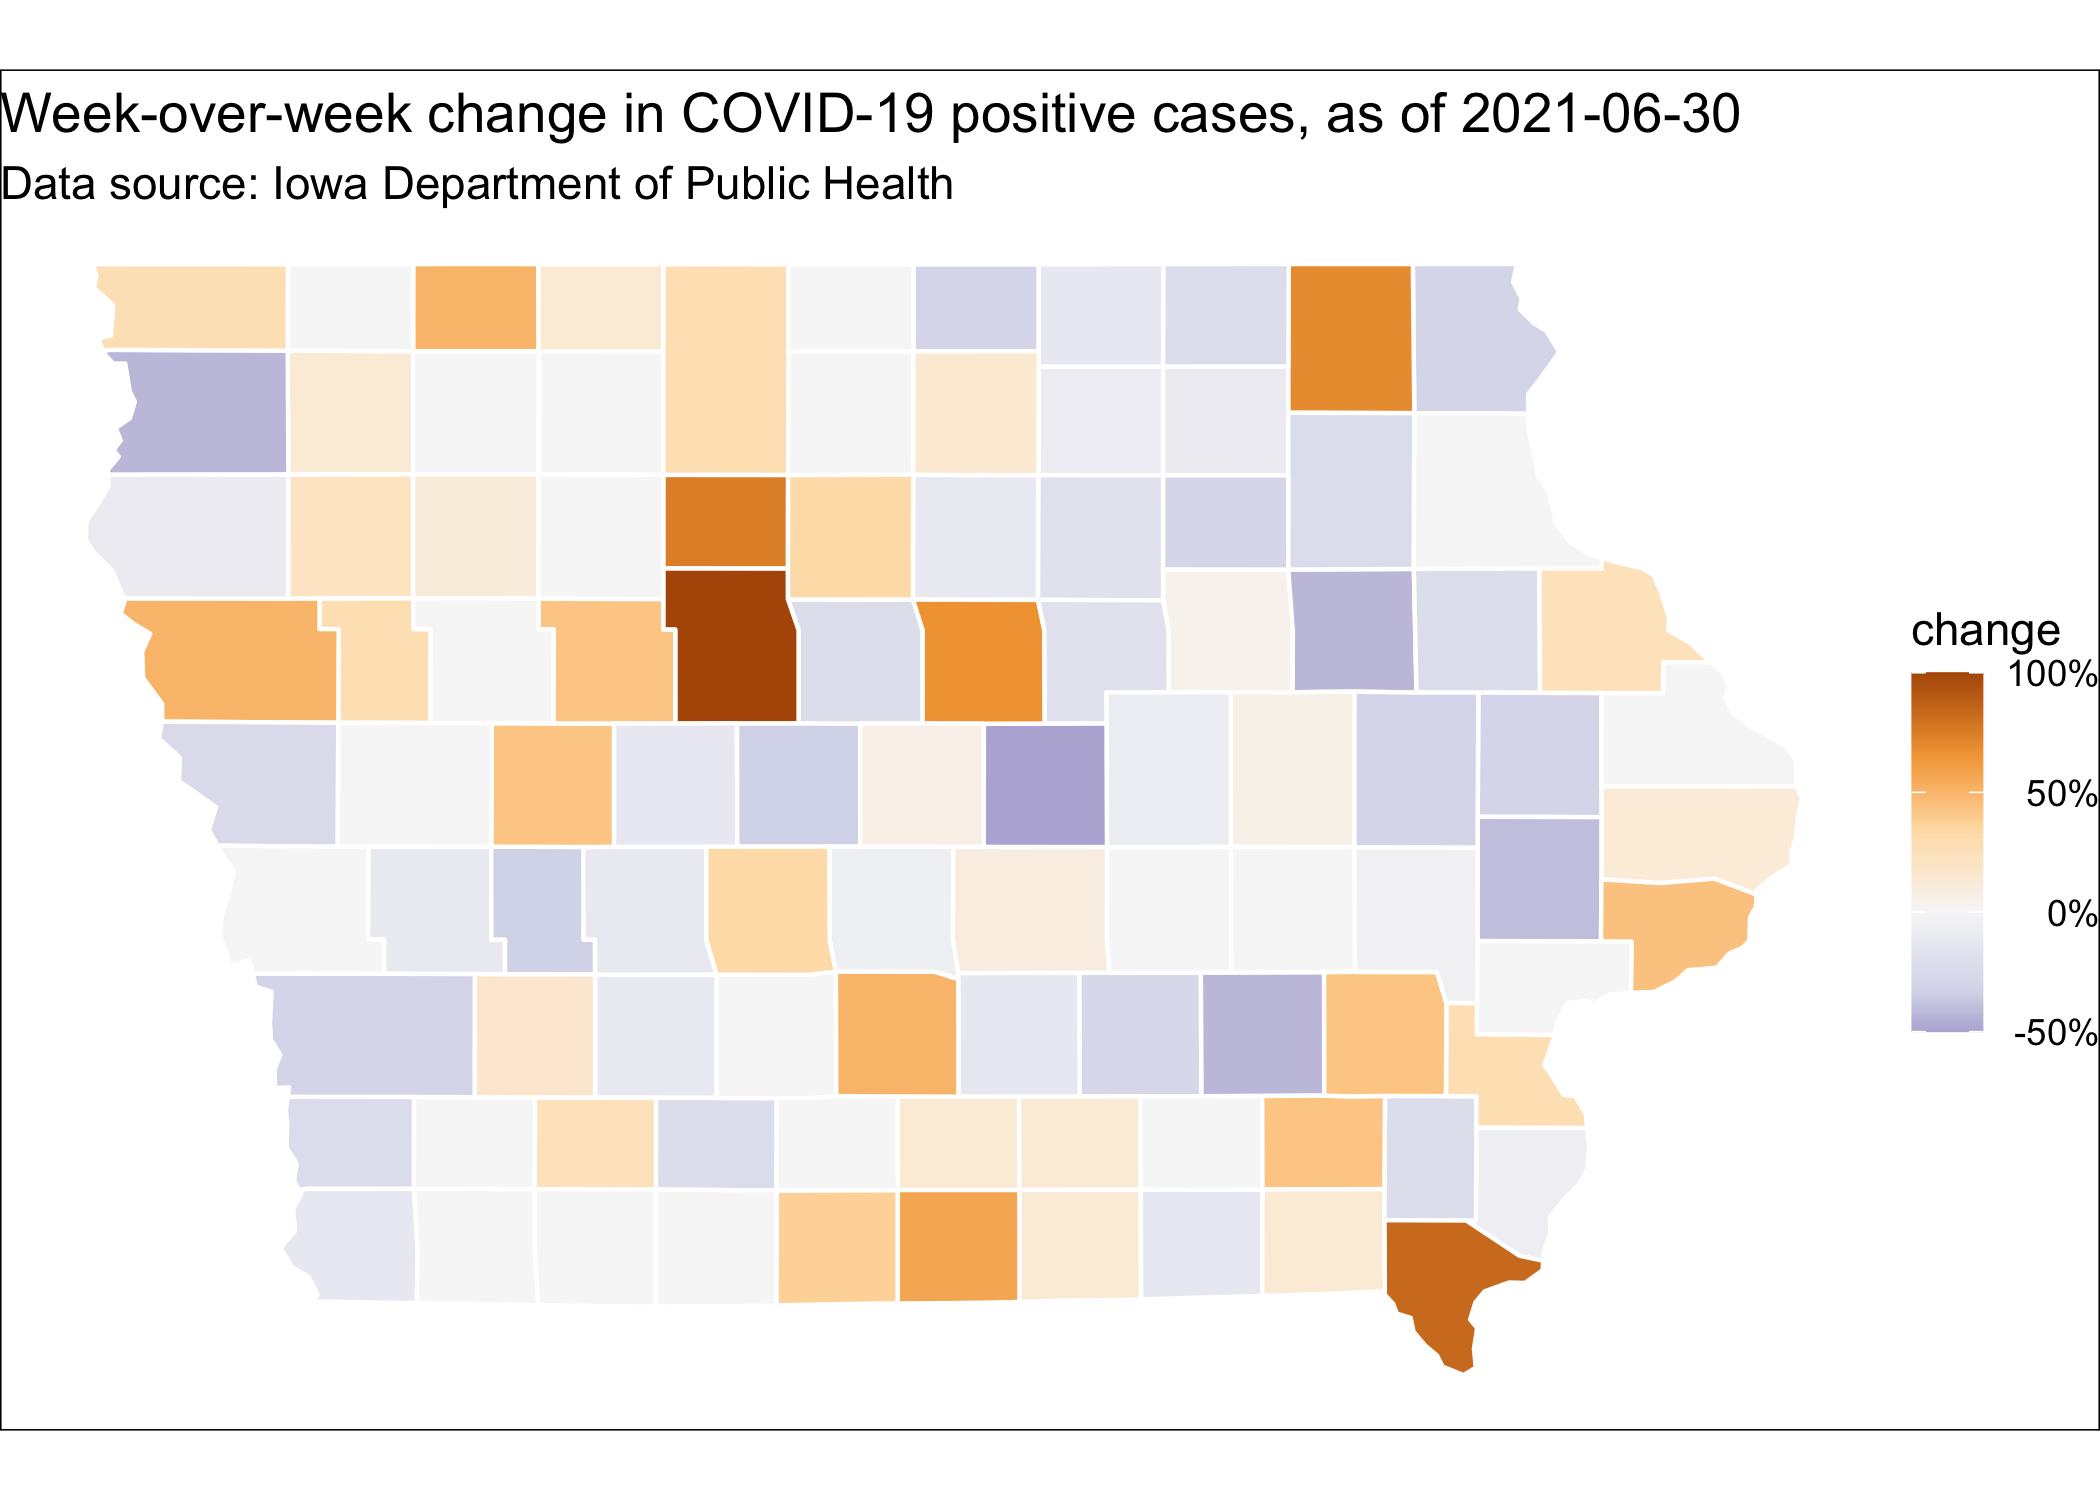 Week-over-week change in COVID-19 positive cases, as of 2021-06-30
Data source: Iowa Department of Public Health
change
100%
50%
0%
-50%